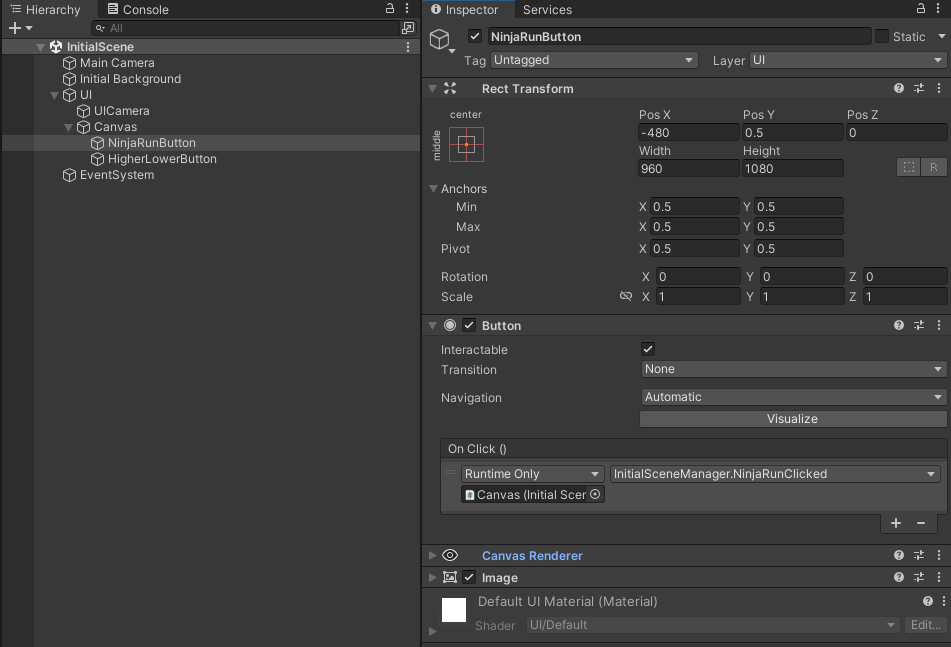 Hierarchy
Console
All
InitialScene
Main Camera
Initial Background
UI
UICamera
Canvas
NinjaRunButton
HigherLowerButton
EventSystem
Inspector
Services
NinjaRunButton
Static
Tag Untagged
Layer UI
Rect Transform
center
middle
Pos X Pos Y Pos Z
-480 0.5 0
Width Height
960 1080
R
Anchors
Min X 0.5 Y 0.5
Max X 0.5 Y 0.5
Pivot X 0.5 Y 0.5
Rotation X 0 Y 0 Z 0
Scale X 1 Y 1 Z 1
Button
Interactable
Transition None
Navigation Automatic
Visualize
On Click ()
Runtime Only InitialSceneManager.NinjaRunClicked
Canvas (Initial Scer
Canvas Renderer
Image
Default UI Material (Material)
Shader UI/Default Edit...